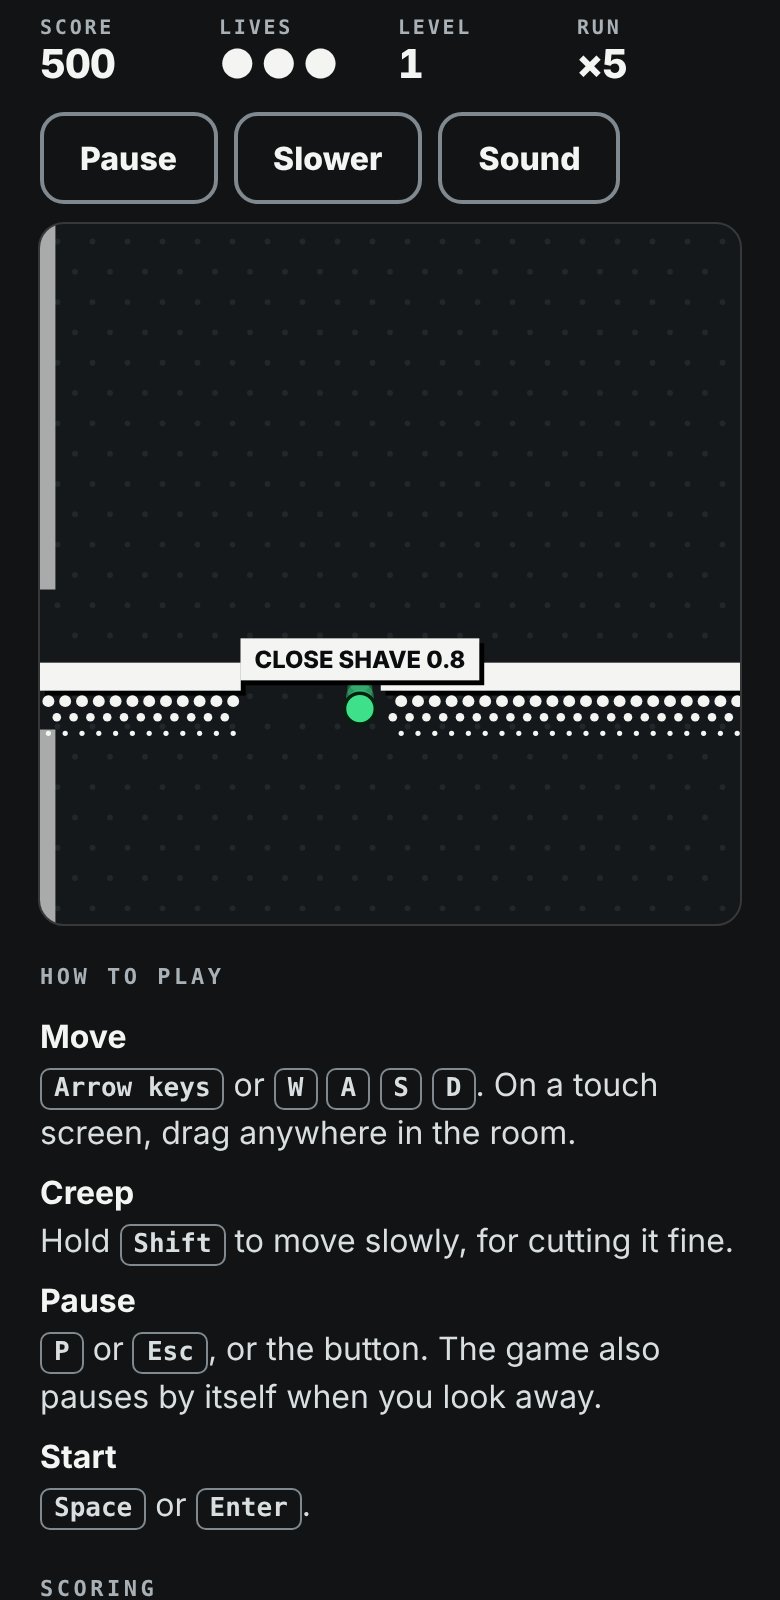 SCORE LIVES LEVEL RUN
500 1 ×5
Pause Slower Sound
CLOSE SHAVE 0.8
HOW TO PLAY
Move
Arrow keys or W A S D. On a touch
screen, drag anywhere in the room.
Creep
Hold Shift to move slowly, for cutting it fine.
Pause
P or Esc, or the button. The game also
pauses by itself when you look away.
Start
Space or Enter.
SCORING